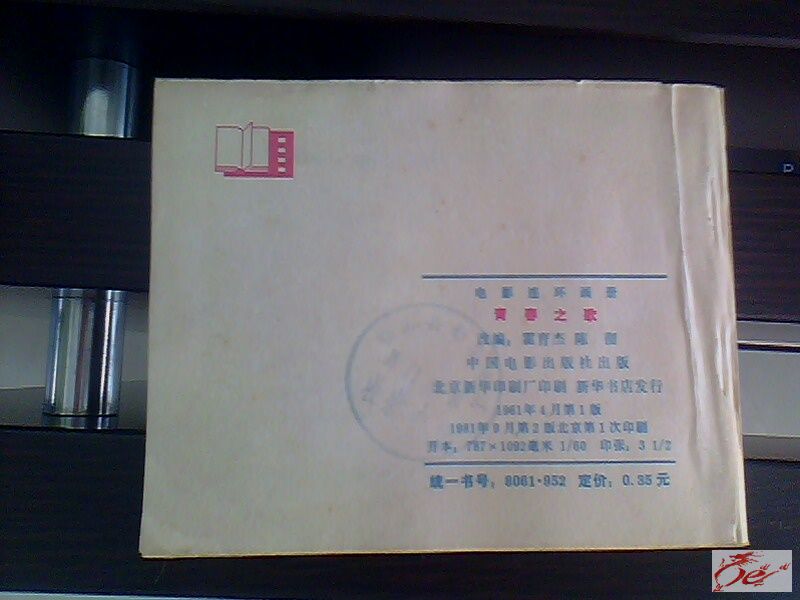 电影连环画册
青春之歌
改编：霍育杰 陈
中国电影出版社出版
北京新华印刷厂印刷 新华书店发行
1961年4月第1版
1981年9月第2版北京第1次印刷
开本：787×1092毫米 1/60 印张：3 1/2
统一书号：8061·952 定价：0.35元